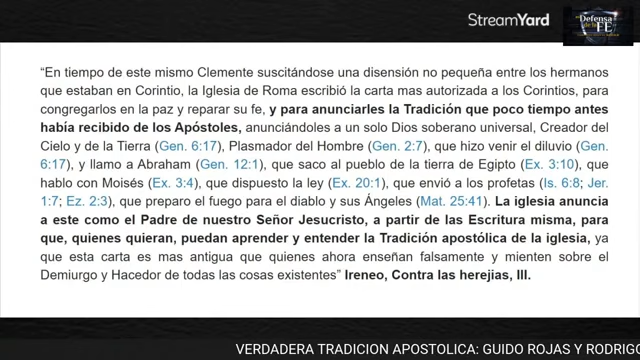 StreamYard
Defensa
de la
FE
“En tiempo de este mismo Clemente suscitándose una disensión no pequeña entre los hermanos
que estaban en Corintio, la Iglesia de Roma escribió la carta mas autorizada a los Corintios, para
congregarlos en la paz y reparar su fe, y para anunciarles la Tradición que poco tiempo antes
había recibido de los Apóstoles, anunciándoles a un solo Dios soberano universal, Creador del
Cielo y de la Tierra (Gen. 6:17), Plasmador del Hombre (Gen. 2:7), que hizo venir el diluvio (Gen.
6:17), y llamo a Abraham (Gen. 12:1), que saco al pueblo de la tierra de Egipto (Ex. 3:10), que
hablo con Moisés (Ex. 3:4), que dispuesto la ley (Ex. 20:1), que envió a los profetas (Is. 6:8; Jer.
1:7; Ez. 2:3), que preparo el fuego para el diablo y sus Ángeles (Mat. 25:41). La iglesia anuncia
a este como el Padre de nuestro Señor Jesucristo, a partir de las Escritura misma, para
que, quienes quieran, puedan aprender y entender la Tradición apostólica de la iglesia, ya
que esta carta es mas antigua que quienes ahora enseñan falsamente y mienten sobre el
Demiurgo y Hacedor de todas las cosas existentes” Ireneo, Contra las herejias, III.
VERDADERA TRADICION APOSTOLICA: GUIDO ROJAS Y RODRIGO